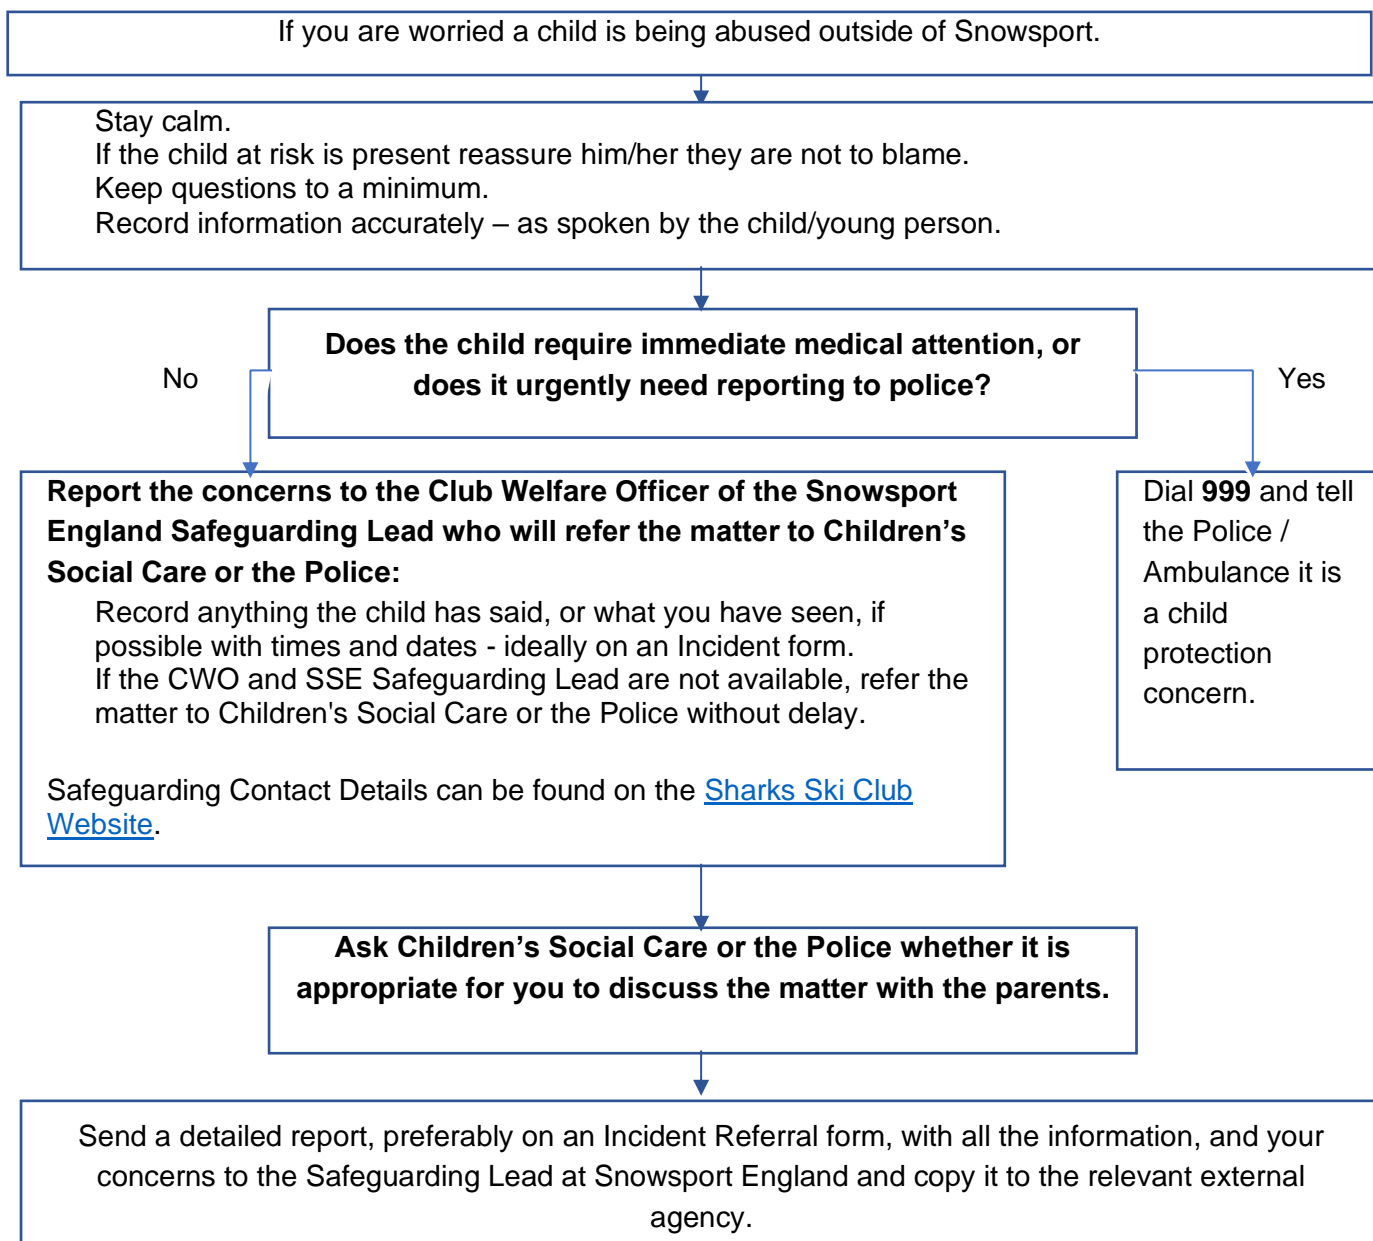 If you are worried a child is being abused outside of Snowsport.
Stay calm.
If the child at risk is present reassure him/her they are not to blame.
Keep questions to a minimum.
Record information accurately – as spoken by the child/young person.
Does the child require immediate medical attention, or
does it urgently need reporting to police?
No
Yes
Report the concerns to the Club Welfare Officer of the Snowsport
England Safeguarding Lead who will refer the matter to Children’s
Social Care or the Police:
Record anything the child has said, or what you have seen, if
possible with times and dates - ideally on an Incident form.
If the CWO and SSE Safeguarding Lead are not available, refer the
matter to Children's Social Care or the Police without delay.
Safeguarding Contact Details can be found on the Sharks Ski Club
Website.
Dial 999 and tell
the Police /
Ambulance it is
a child
protection
concern.
Ask Children’s Social Care or the Police whether it is
appropriate for you to discuss the matter with the parents.
Send a detailed report, preferably on an Incident Referral form, with all the information, and your
concerns to the Safeguarding Lead at Snowsport England and copy it to the relevant external
agency.